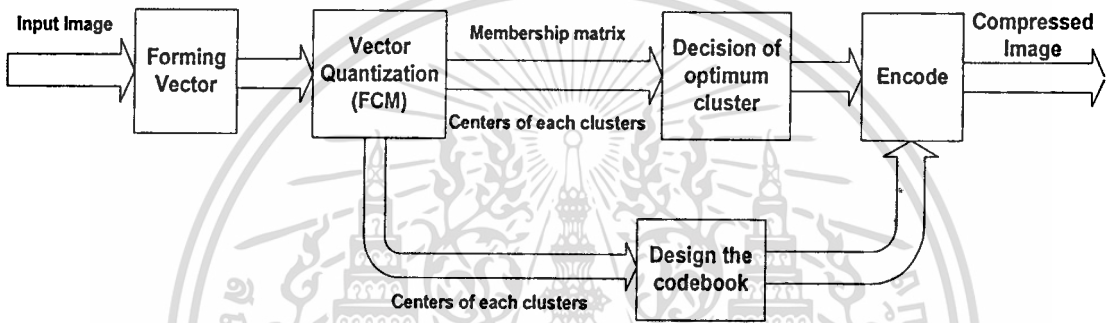 Input Image
Forming
Vector
Vector
Quantization
(FCM)
Membership matrix
Centers of each clusters
Decision of
optimum
cluster
Encode
Compressed
Image
Centers of each clusters
Design the
codebook